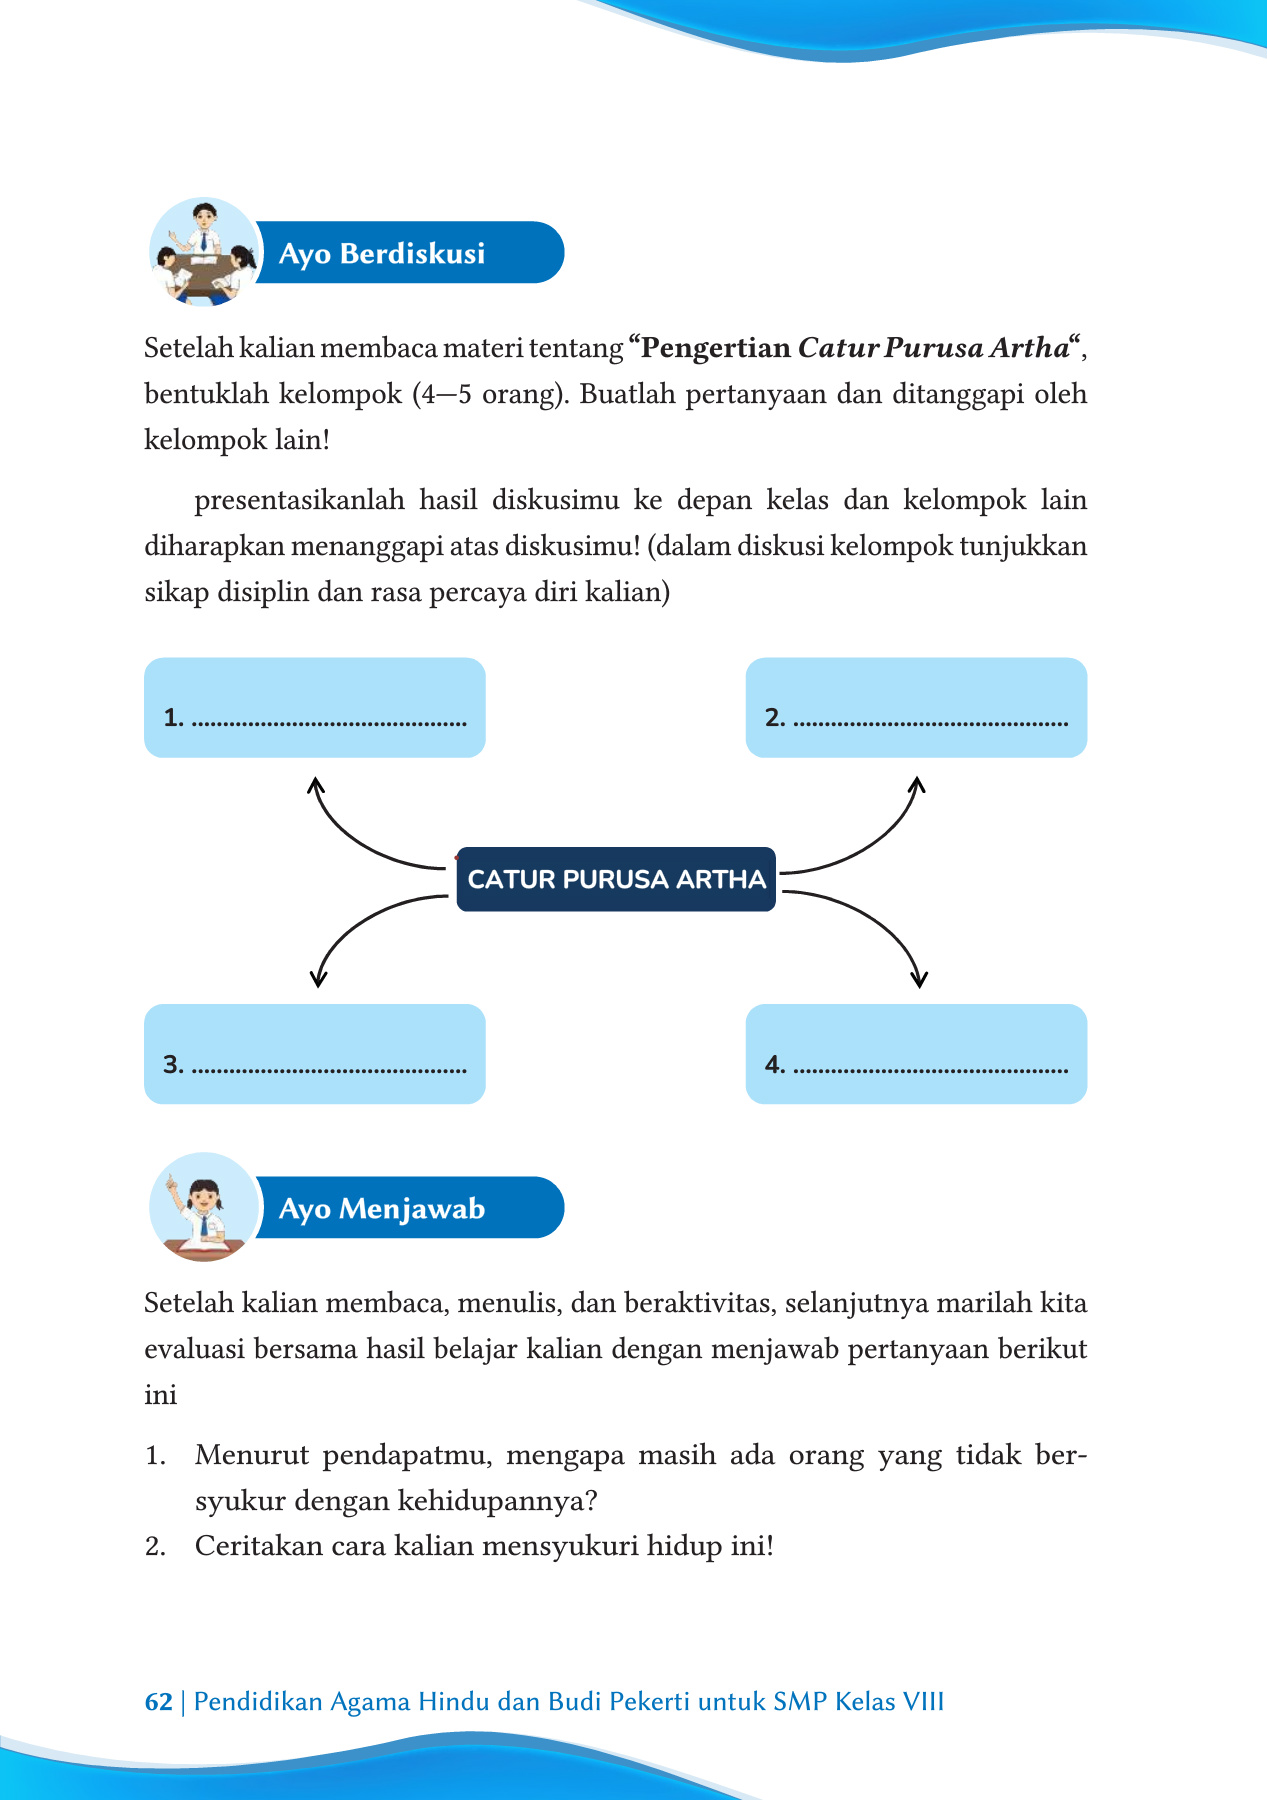 Ayo Berdiskusi
Setelah kalian membaca materi tentang “Pengertian Catur Purusa Artha“,
bentuklah kelompok (4—5 orang). Buatlah pertanyaan dan ditanggapi oleh
kelompok lain!
presentasikanlah hasil diskusimu ke depan kelas dan kelompok lain
diharapkan menanggapi atas diskusimu! (dalam diskusi kelompok tunjukkan
sikap disiplin dan rasa percaya diri kalian)
1. ............................................
2. ............................................
CATUR PURUSA ARTHA
3. ............................................
4. ............................................
Ayo Menjawab
Setelah kalian membaca, menulis, dan beraktivitas, selanjutnya marilah kita
evaluasi bersama hasil belajar kalian dengan menjawab pertanyaan berikut
ini
1. Menurut pendapatmu, mengapa masih ada orang yang tidak ber-
syukur dengan kehidupannya?
2. Ceritakan cara kalian mensyukuri hidup ini!
62 | Pendidikan Agama Hindu dan Budi Pekerti untuk SMP Kelas VIII